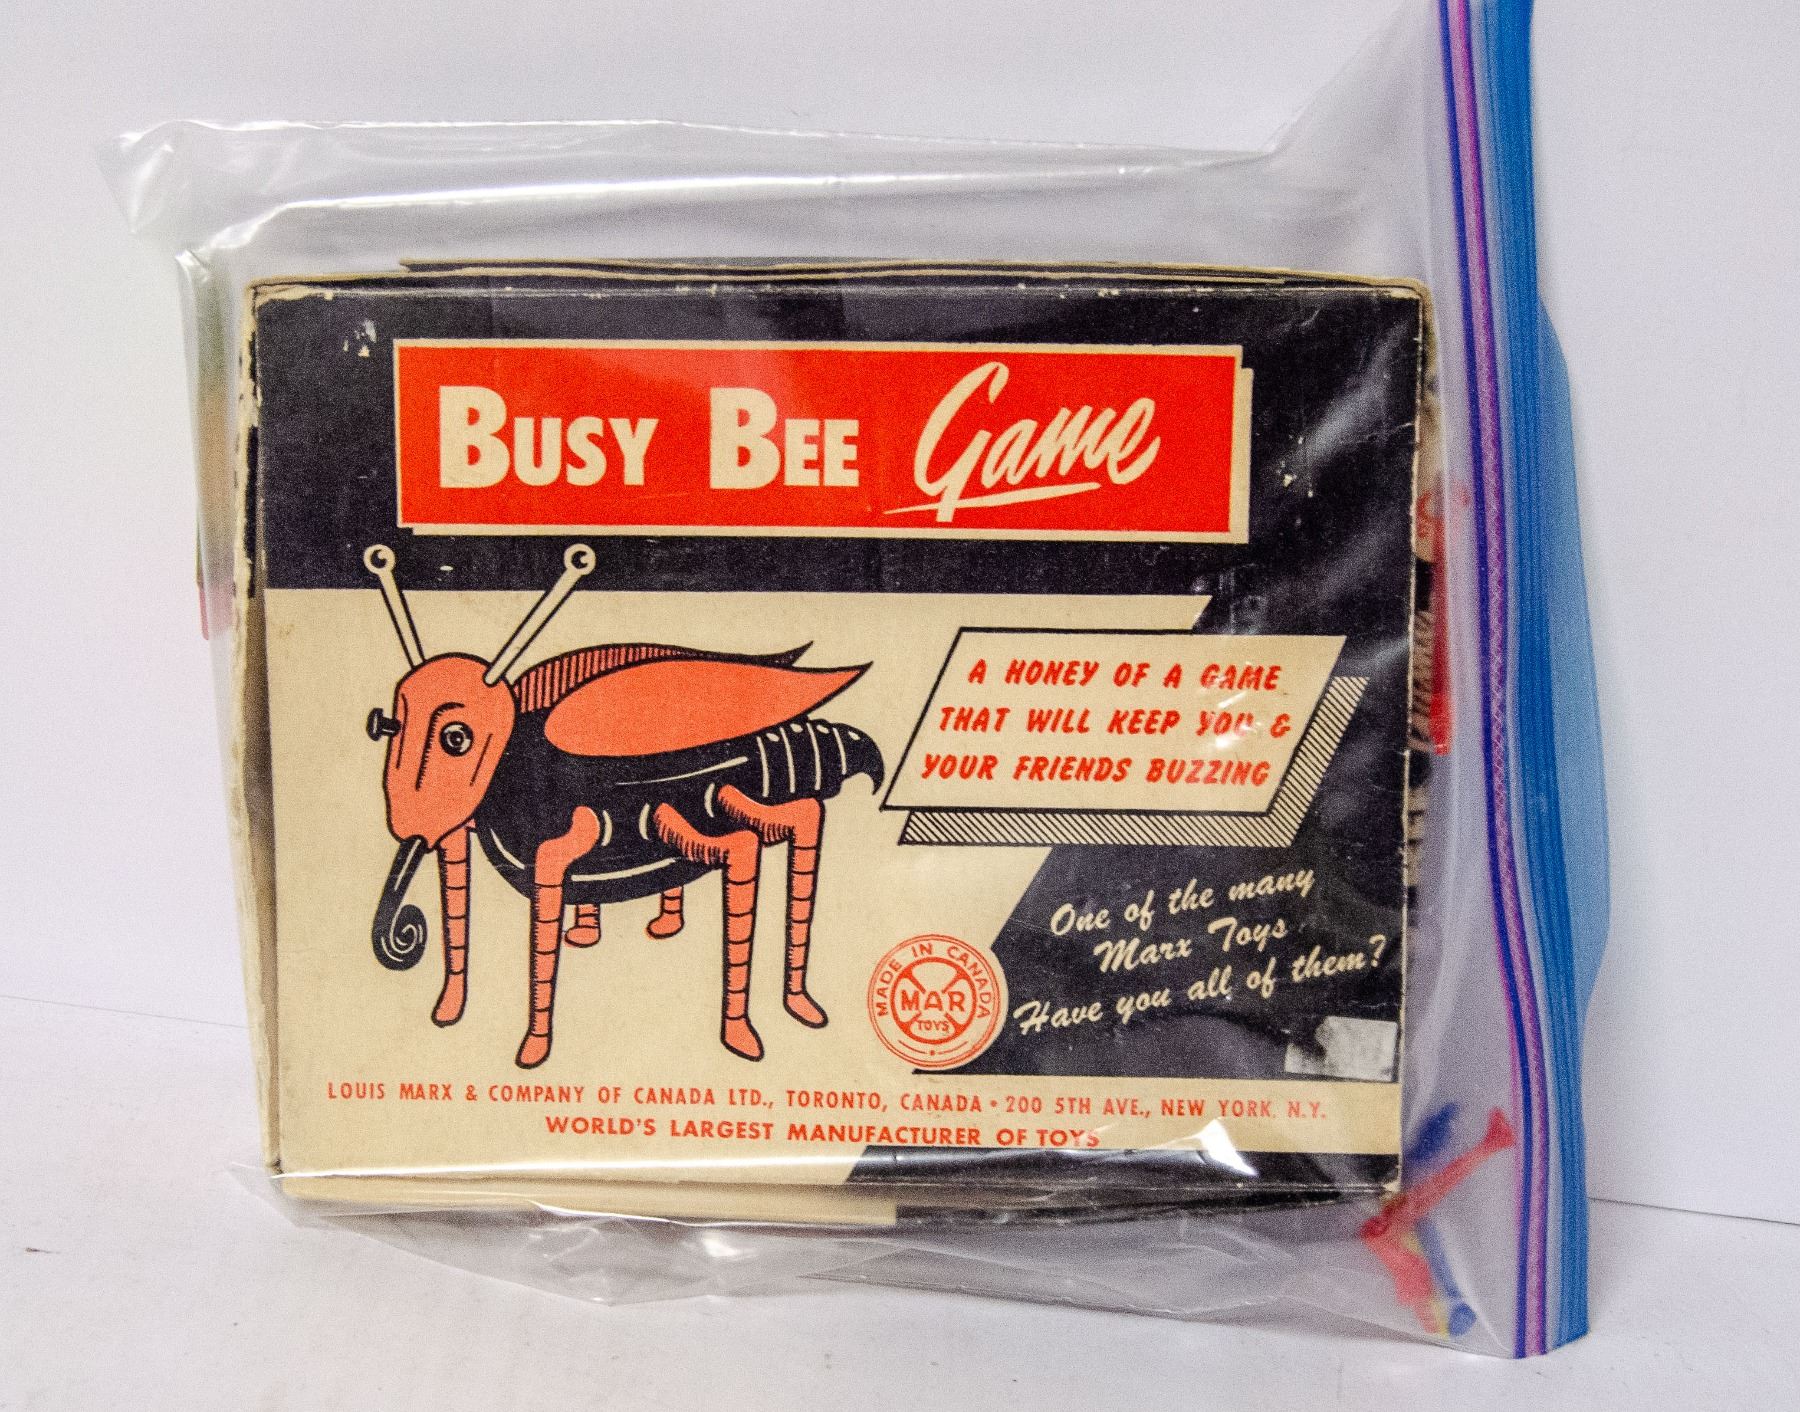 BUSY BEE Game
A HONEY OF A GAME
THAT WILL KEEP YOU &
YOUR FRIENDS BUZZING
One of the many
Marx Toys
Have you all of them?
MADE IN CANADA
MAR
TOYS
LOUIS MARX & COMPANY OF CANADA LTD., TORONTO, CANADA • 200 5TH AVE., NEW YORK. N.Y.
WORLD'S LARGEST MANUFACTURER OF TOYS